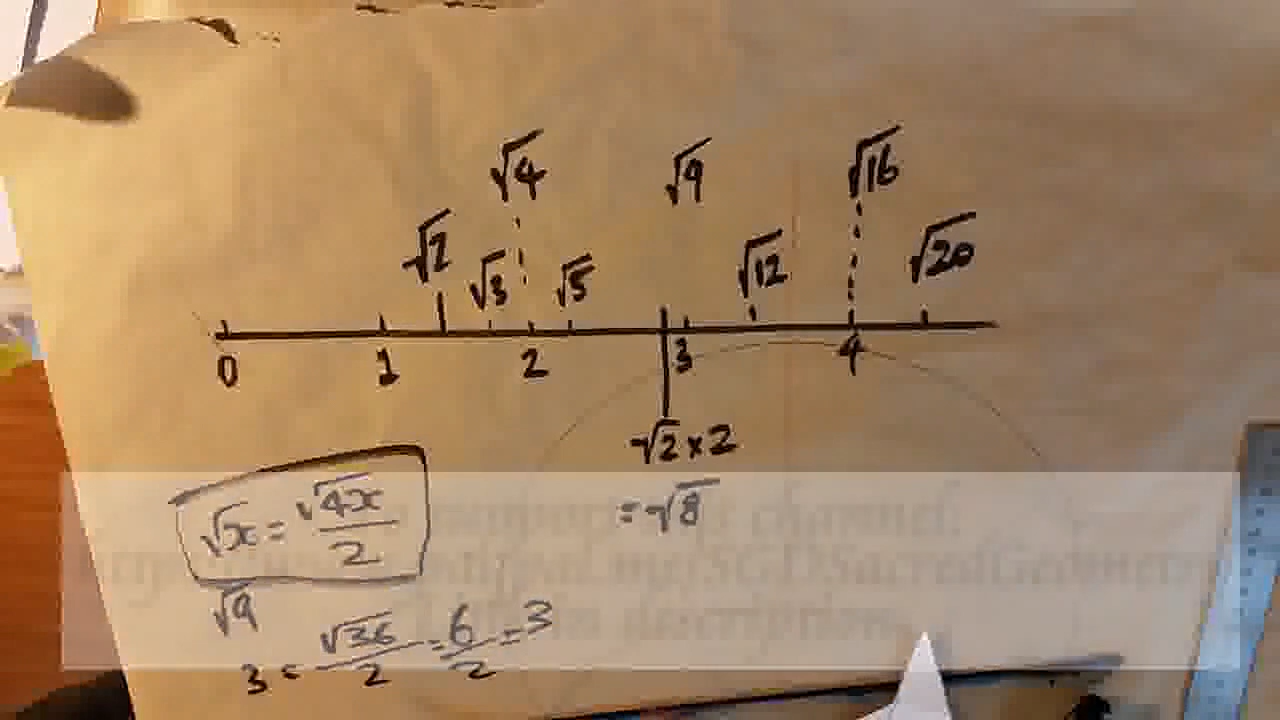 √4 √9 √16
√2 √3 √5 √12 √20
0 1 2 3 4
√2 × 2
= √8
√x = √4x / 2
√9
3 = √36 / 2 = 6 / 2 = 3